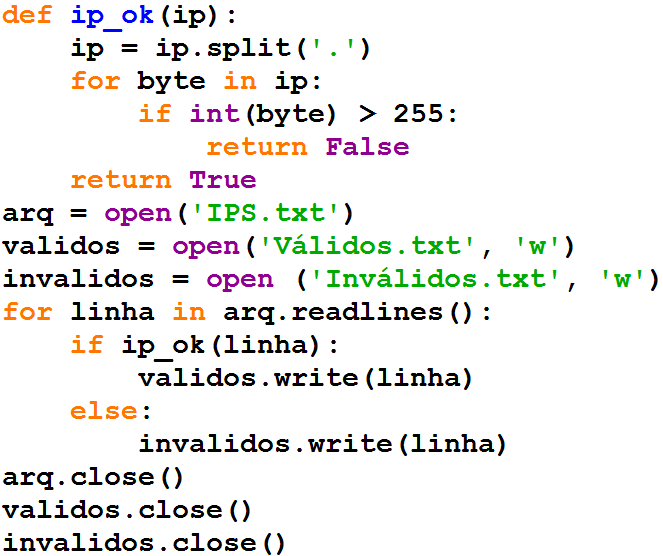 def ip_ok(ip):
    ip = ip.split('.')
    for byte in ip:
        if int(byte) > 255:
            return False
    return True
arq = open('IPS.txt')
validos = open('Válidos.txt', 'w')
invalidos = open ('Inválidos.txt', 'w')
for linha in arq.readlines():
    if ip_ok(linha):
        validos.write(linha)
    else:
        invalidos.write(linha)
arq.close()
validos.close()
invalidos.close()